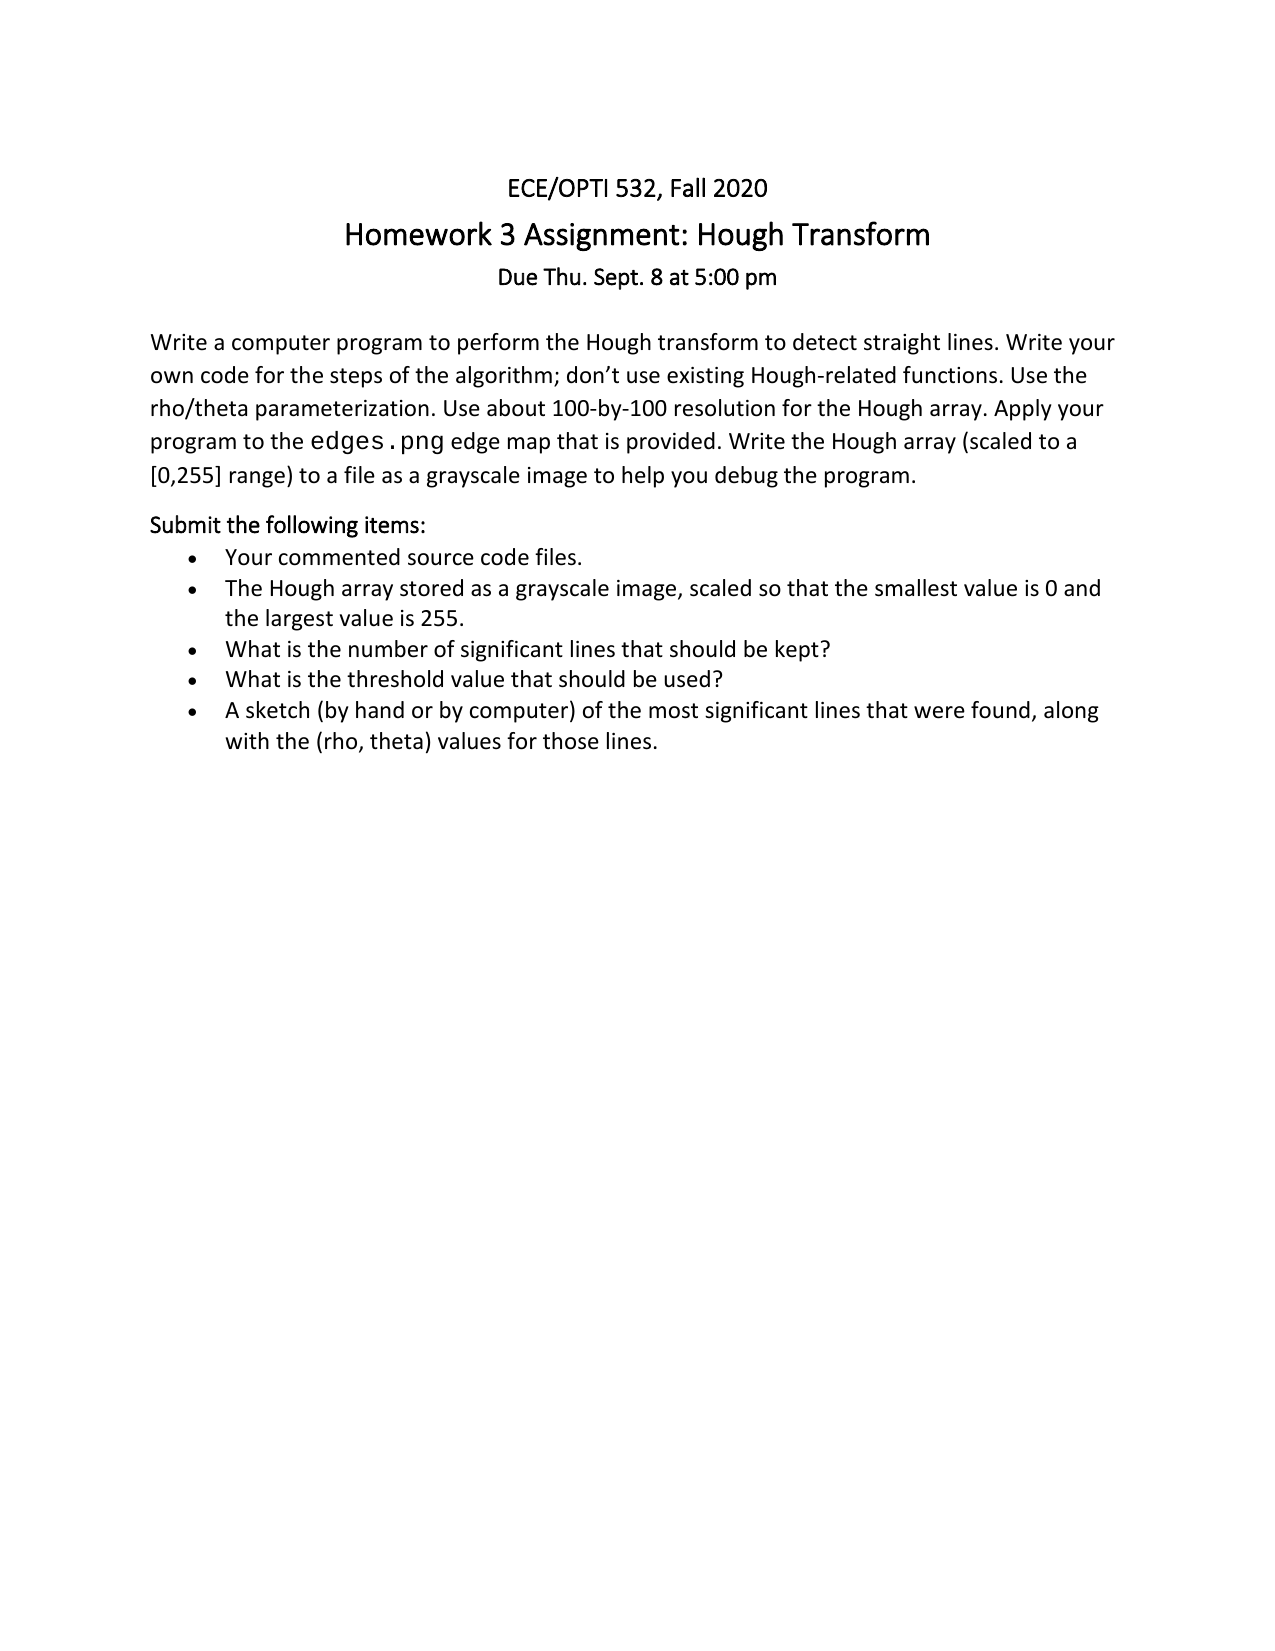 ECE/OPTI 532, Fall 2020
Homework 3 Assignment: Hough Transform
Due Thu. Sept. 8 at 5:00 pm
Write a computer program to perform the Hough transform to detect straight lines. Write your
own code for the steps of the algorithm; don’t use existing Hough-related functions. Use the
rho/theta parameterization. Use about 100-by-100 resolution for the Hough array. Apply your
program to the edges.png edge map that is provided. Write the Hough array (scaled to a
[0,255] range) to a file as a grayscale image to help you debug the program.
Submit the following items:
• Your commented source code files.
• The Hough array stored as a grayscale image, scaled so that the smallest value is 0 and
the largest value is 255.
• What is the number of significant lines that should be kept?
• What is the threshold value that should be used?
• A sketch (by hand or by computer) of the most significant lines that were found, along
with the (rho, theta) values for those lines.